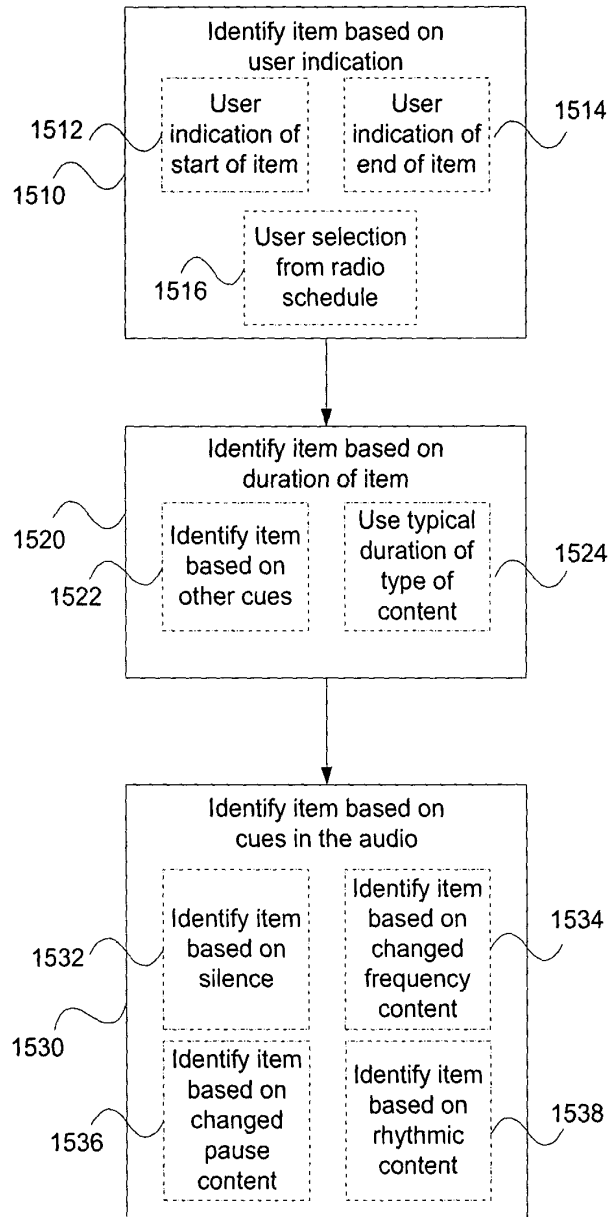 Identify item based on
user indication
1512
User
indication of
start of item
User
indication of
end of item
1514
1510
User selection
from radio
schedule
1516
Identify item based on
duration of item
1520
Identify item
based on
other cues
1522
Use typical
duration of
type of
content
1524
Identify item based on
cues in the audio
1532
Identify item
based on
silence
Identify item
based on
changed
frequency
content
1534
1530
Identify item
based on
changed
pause
content
1536
Identify item
based on
rhythmic
content
1538